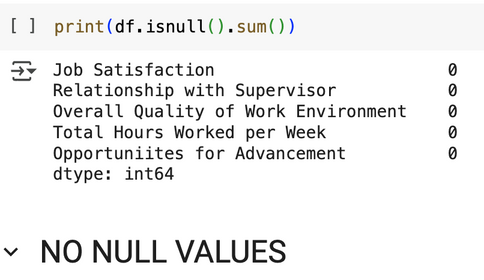 [ ] print(df.isnull().sum())
Job Satisfaction 0
Relationship with Supervisor 0
Overall Quality of Work Environment 0
Total Hours Worked per Week 0
Opportuniites for Advancement 0
dtype: int64
NO NULL VALUES